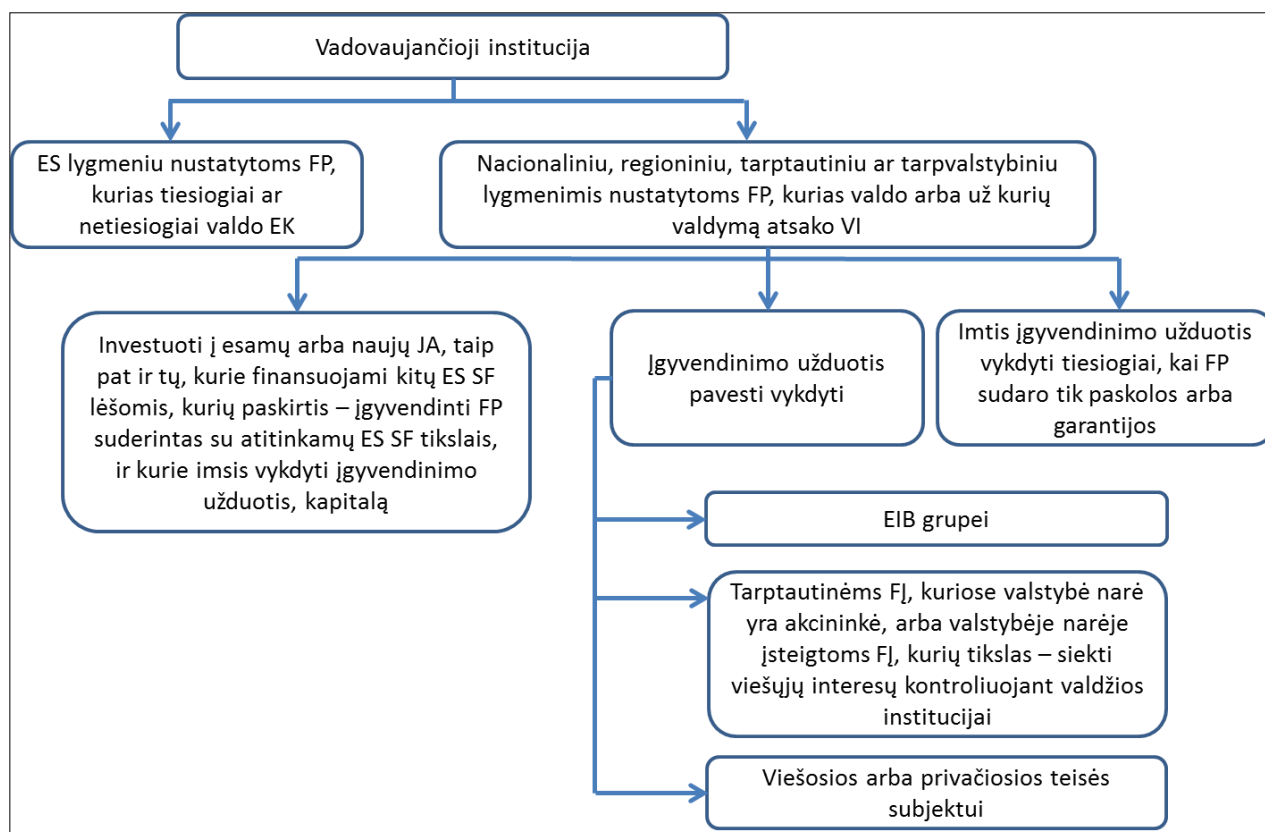 Vadovaujančioji institucija
ES lygmeniu nustatytoms FP,
kurias tiesiogiai ar
netiesiogiai valdo EK
Nacionaliniu, regioniniu, tarptautiniu ar tarpvalstybiniu
lygmenimis nustatytoms FP, kurias valdo arba už kurių
valdymą atsako VI
Investuoti į esamų arba naujų JA, taip
pat ir tų, kurie finansuojami kitų ES SF
lėšomis, kurių paskirtis – įgyvendinti FP
suderintas su atitinkamų ES SF tikslais,
ir kurie imsis vykdyti įgyvendinimo
užduotis, kapitalą
Įgyvendinimo užduotis
pavesti vykdyti
Imtis įgyvendinimo užduotis
vykdyti tiesiogiai, kai FP
sudaro tik paskolos arba
garantijos
EIB grupei
Tarptautinėms FĮ, kuriose valstybė narė
yra akcininkė, arba valstybėje narėje
įsteigtoms FĮ, kurių tikslas – siekti
viešųjų interesų kontroliuojant valdžios
institucijai
Viešosios arba privačiosios teisės
subjektui